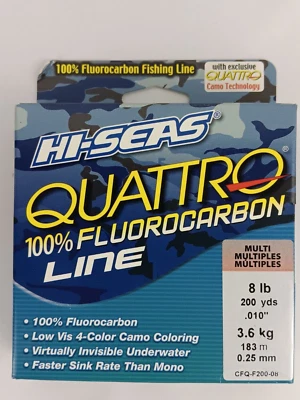 100% Fluorocarbon Fishing Line
with exclusive
QUATTRO
Camo Technology
HI-SEAS®
QUATTRO®
100% FLUOROCARBON
LINE
MULTI
MULTIPLES
MÚLTIPLES
8 lb
200 yds
.010"
3.6 kg
183 m
0.25 mm
CFQ-F200-08
• 100% Fluorocarbon
• Low Vis 4-Color Camo Coloring
• Virtually Invisible Underwater
• Faster Sink Rate Than Mono